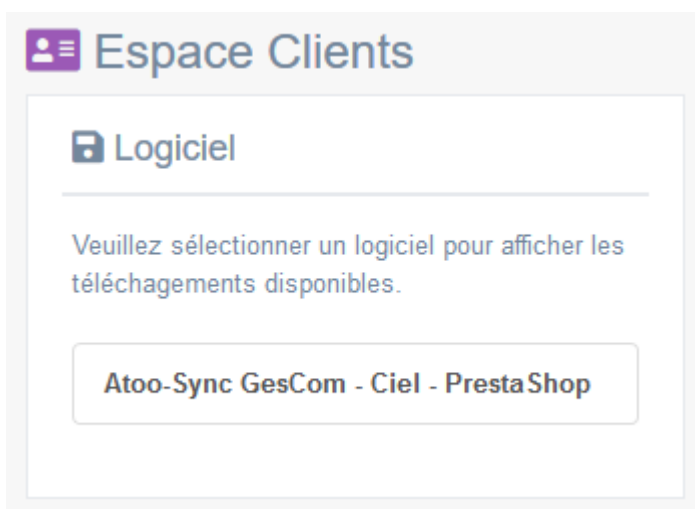 Espace Clients
Logiciel
Veuillez sélectionner un logiciel pour afficher les
téléchagements disponibles.
Atoo-Sync GesCom - Ciel - PrestaShop